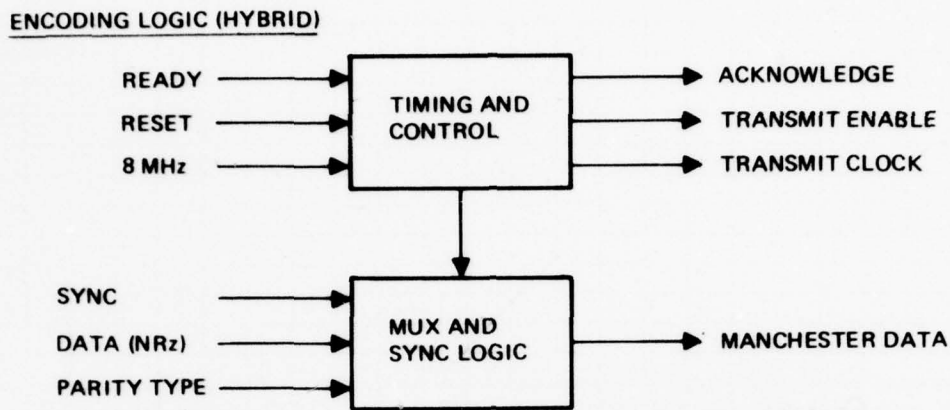 ENCODING LOGIC (HYBRID)
READY
RESET
8 MHz
TIMING AND
CONTROL
ACKNOWLEDGE
TRANSMIT ENABLE
TRANSMIT CLOCK
SYNC
DATA (NRz)
PARITY TYPE
MUX AND
SYNC LOGIC
MANCHESTER DATA